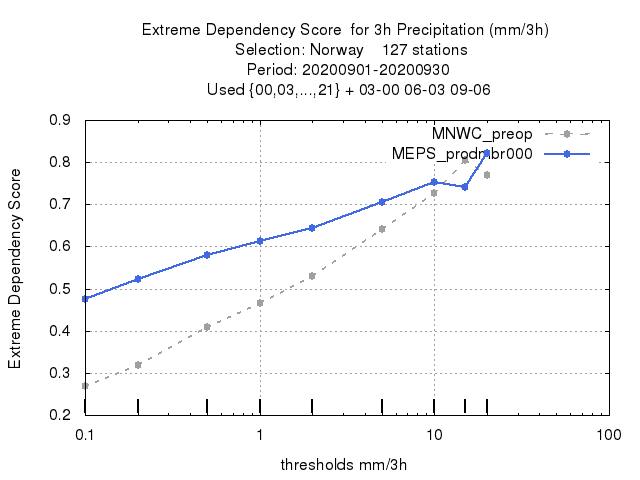 Extreme Dependency Score  for 3h Precipitation (mm/3h)
Selection: Norway    127 stations
Period: 20200901-20200930
Used {00,03,...,21} + 03-00 06-03 09-06
MNWC_preop
MEPS_prodmbr000
0.9
0.8
0.7
0.6
0.5
0.4
0.3
0.2
Extreme Dependency Score
0.1 1 10 100
thresholds mm/3h